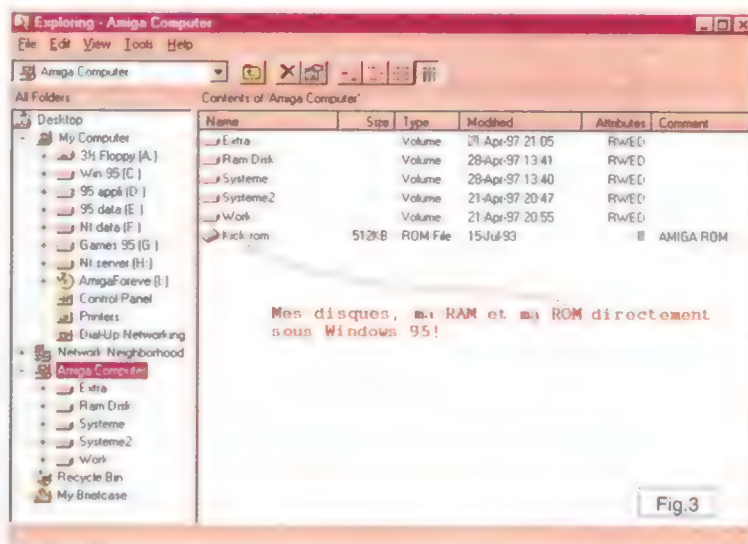 Exploring - Amiga Computer
File Edit View Tools Help
Amiga Computer
All Folders
Contents of 'Amiga Computer'
Desktop
My Computer
3½ Floppy (A:)
Win 95 (C:)
95 appli (D:)
95 data (E:)
Nt data (F:)
Games 95 (G:)
Nt server (H:)
AmigaForeve (I:)
Control Panel
Printers
Dial-Up Networking
Network Neighborhood
Amiga Computer
Extra
Ram Disk
Systeme
Systeme2
Work
Recycle Bin
My Briefcase
Name Size Type Modified Attributes Comment
Extra Volume Apr-97 21:05 RWED
Ram Disk Volume 28-Apr-97 13:41 RWED
Systeme Volume 28-Apr-97 13:40 RWED
Systeme2 Volume 21-Apr-97 20:47 RWED
Work Volume 21-Apr-97 20:55 RWED
Kick.rom 512KB ROM File 15-Jul-93 AMIGA ROM
Mes disques, ma RAM et ma ROM directement
sous Windows 95!
Fig.3